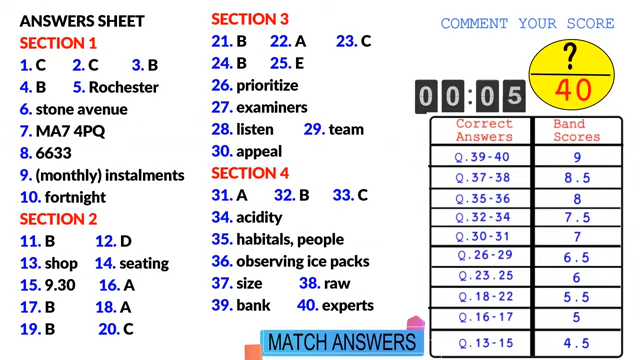 ANSWERS SHEET
SECTION 1
1. C 2. C 3. B
4. B 5. Rochester
6. stone avenue
7. MA7 4PQ
8. 6633
9. (monthly) instalments
10. fortnight
SECTION 2
11. B 12. D
13. shop 14. seating
15. 9.30 16. A
17. B 18. A
19. B 20. C
SECTION 3
21. B 22. A 23. C
24. B 25. E
26. prioritize
27. examiners
28. listen 29. team
30. appeal
SECTION 4
31. A 32. B 33. C
34. acidity
35. habitals, people
36. observing ice packs
37. size 38. raw
39. bank 40. experts
MATCH ANSWERS
COMMENT YOUR SCORE
?
40
00:05
Correct Answers Band Scores
Q.39-40 9
Q.37-38 8.5
Q.35-36 8
Q.32-34 7.5
Q.30-31 7
Q.26-29 6.5
Q.23.25 6
Q.18-22 5.5
Q.16-17 5
Q.13-15 4.5